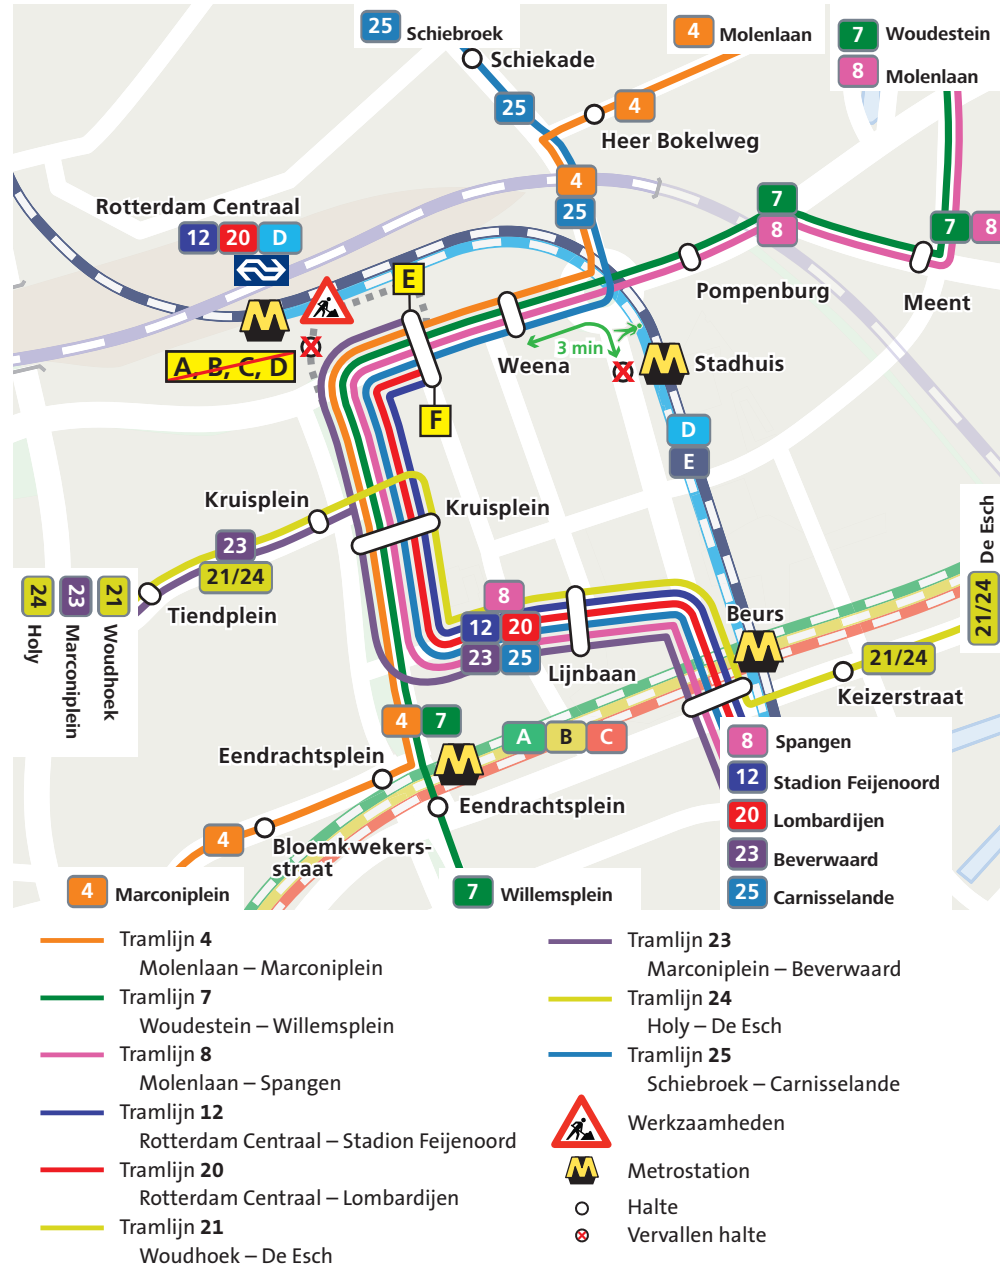 25 Schiebroek
4 Molenlaan
7 Woudestein
8 Molenlaan
Schiekade
25
4
Heer Bokelweg
4
25
7
8
7 8
Rotterdam Centraal
12 20 D
E
Pompenburg
Meent
Weena
3 min
Stadhuis
A, B, C, D
F
D
E
Kruisplein
Kruisplein
23
21/24
De Esch
21/24
24 Holy
23 Marconiplein
21 Woudhoek
Tiendplein
8
12 20
23 25
Lijnbaan
Beurs
21/24
Keizerstraat
4 7
A B C
Eendrachtsplein
Eendrachtsplein
4
Bloemkwekers-
straat
8 Spangen
12 Stadion Feijenoord
20 Lombardijen
23 Beverwaard
25 Carnisselande
4 Marconiplein
7 Willemsplein
Tramlijn 4
Molenlaan – Marconiplein
Tramlijn 7
Woudestein – Willemsplein
Tramlijn 8
Molenlaan – Spangen
Tramlijn 12
Rotterdam Centraal – Stadion Feijenoord
Tramlijn 20
Rotterdam Centraal – Lombardijen
Tramlijn 21
Woudhoek – De Esch
Tramlijn 23
Marconiplein – Beverwaard
Tramlijn 24
Holy – De Esch
Tramlijn 25
Schiebroek – Carnisselande
Werkzaamheden
Metrostation
Halte
Vervallen halte